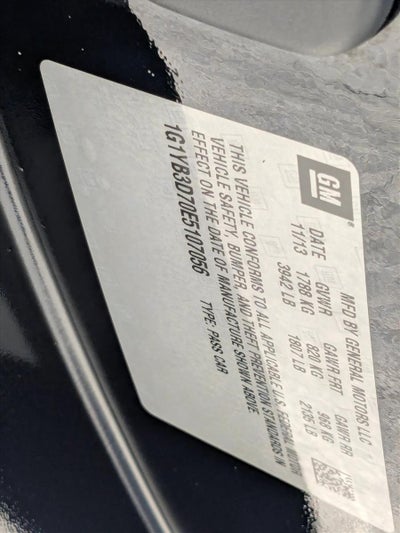 GM
MFD BY GENERAL MOTORS LLC
DATE GVWR GAWR FRT GAWR RR
11/13 1788 KG 820 KG 968 KG
3942 LB 1807 LB 2135 LB
THIS VEHICLE CONFORMS TO ALL APPLICABLE U.S. FEDERAL MOTOR
VEHICLE SAFETY, BUMPER, AND THEFT PREVENTION STANDARDS IN
EFFECT ON THE DATE OF MANUFACTURE SHOWN ABOVE.
1G1YB3D70E5107056 TYPE: PASS CAR